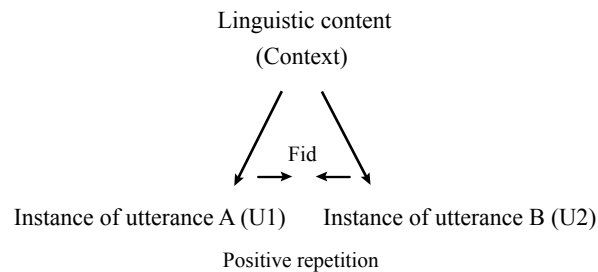 Linguistic content
(Context)
Fid
Instance of utterance A (U1) Instance of utterance B (U2)
Positive repetition